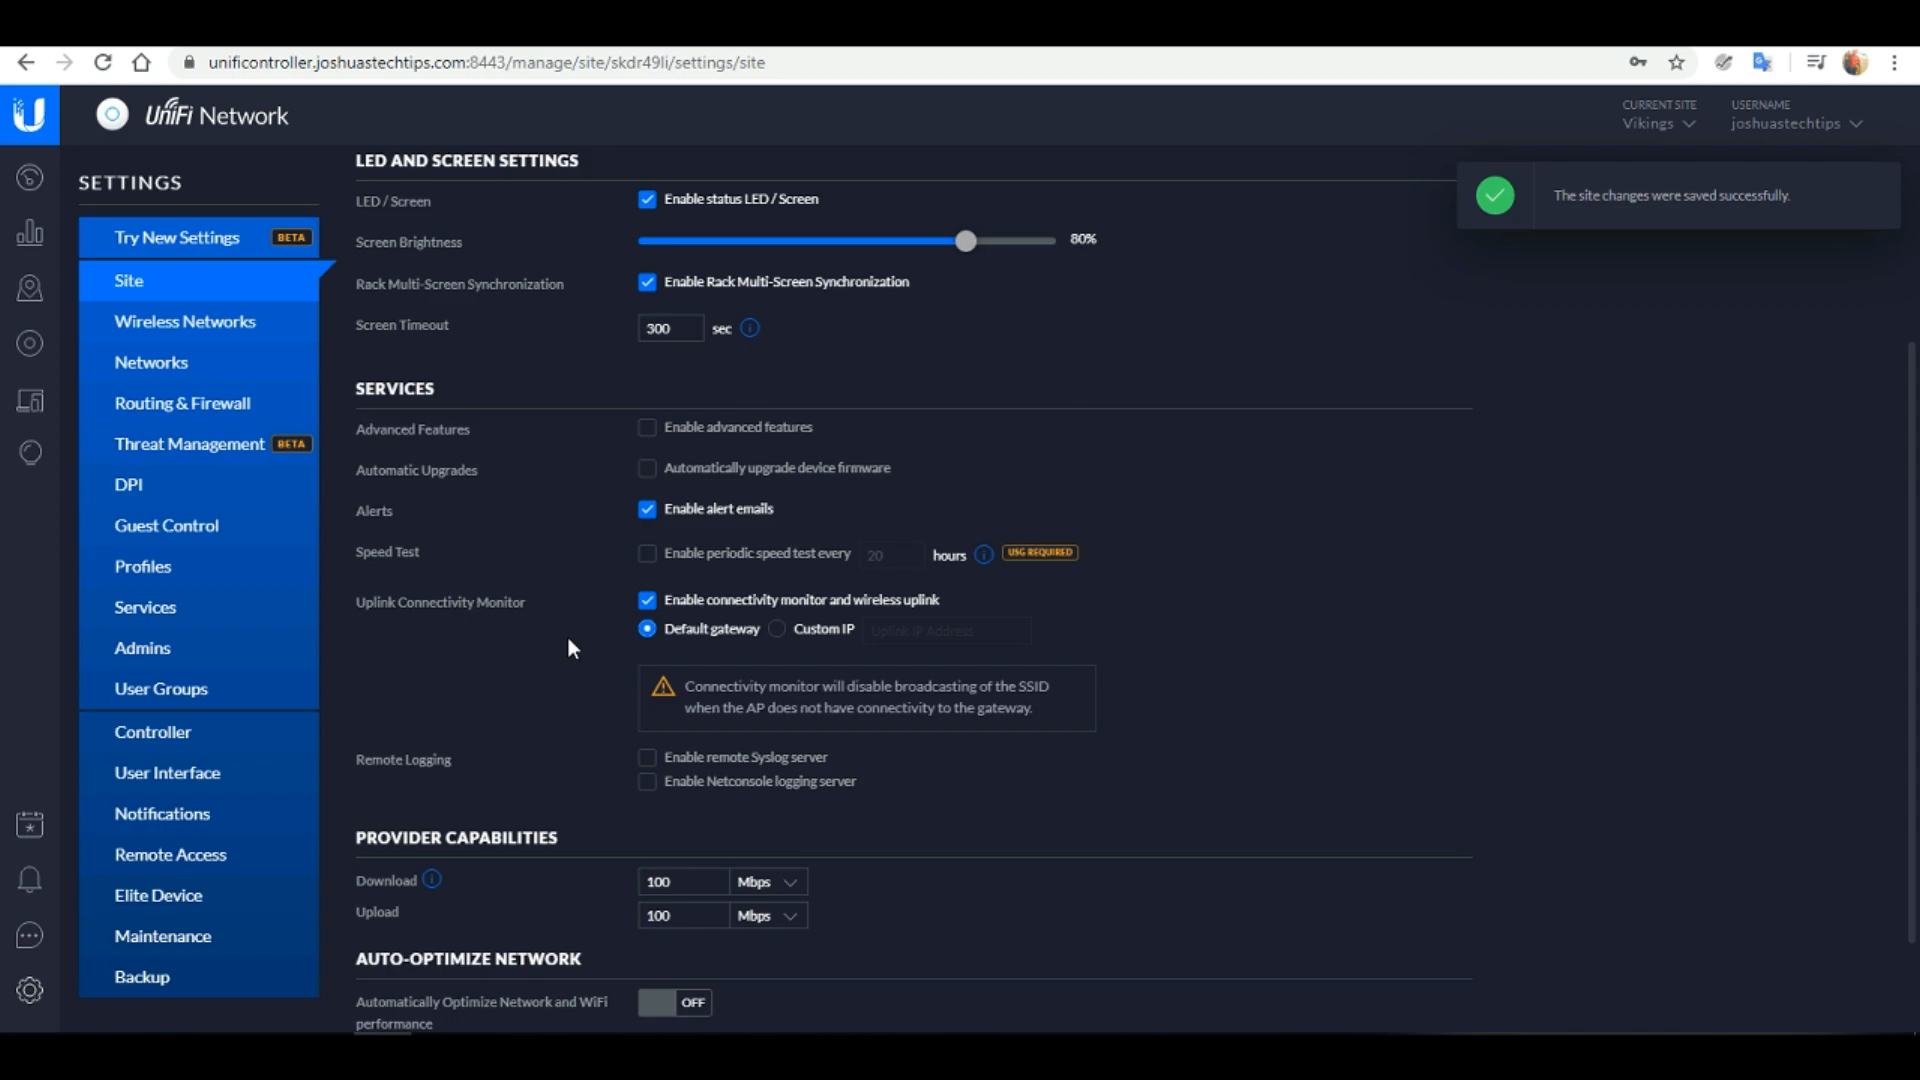 unificontroller.joshuastechtips.com:8443/manage/site/skdr49li/settings/site
UniFi Network
CURRENT SITE
Vikings
USERNAME
joshuastechtips
SETTINGS
Try New Settings BETA
Site
Wireless Networks
Networks
Routing & Firewall
Threat Management BETA
DPI
Guest Control
Profiles
Services
Admins
User Groups
Controller
User Interface
Notifications
Remote Access
Elite Device
Maintenance
Backup
LED AND SCREEN SETTINGS
LED / Screen
Enable status LED / Screen
Screen Brightness
80%
Rack Multi-Screen Synchronization
Enable Rack Multi-Screen Synchronization
Screen Timeout
300 sec
SERVICES
Advanced Features
Enable advanced features
Automatic Upgrades
Automatically upgrade device firmware
Alerts
Enable alert emails
Speed Test
Enable periodic speed test every 20 hours USG REQUIRED
Uplink Connectivity Monitor
Enable connectivity monitor and wireless uplink
Default gateway Custom IP Uplink IP Address
Connectivity monitor will disable broadcasting of the SSID
when the AP does not have connectivity to the gateway.
Remote Logging
Enable remote Syslog server
Enable Netconsole logging server
PROVIDER CAPABILITIES
Download
100 Mbps
Upload
100 Mbps
AUTO-OPTIMIZE NETWORK
Automatically Optimize Network and WiFi
performance
OFF
The site changes were saved successfully.